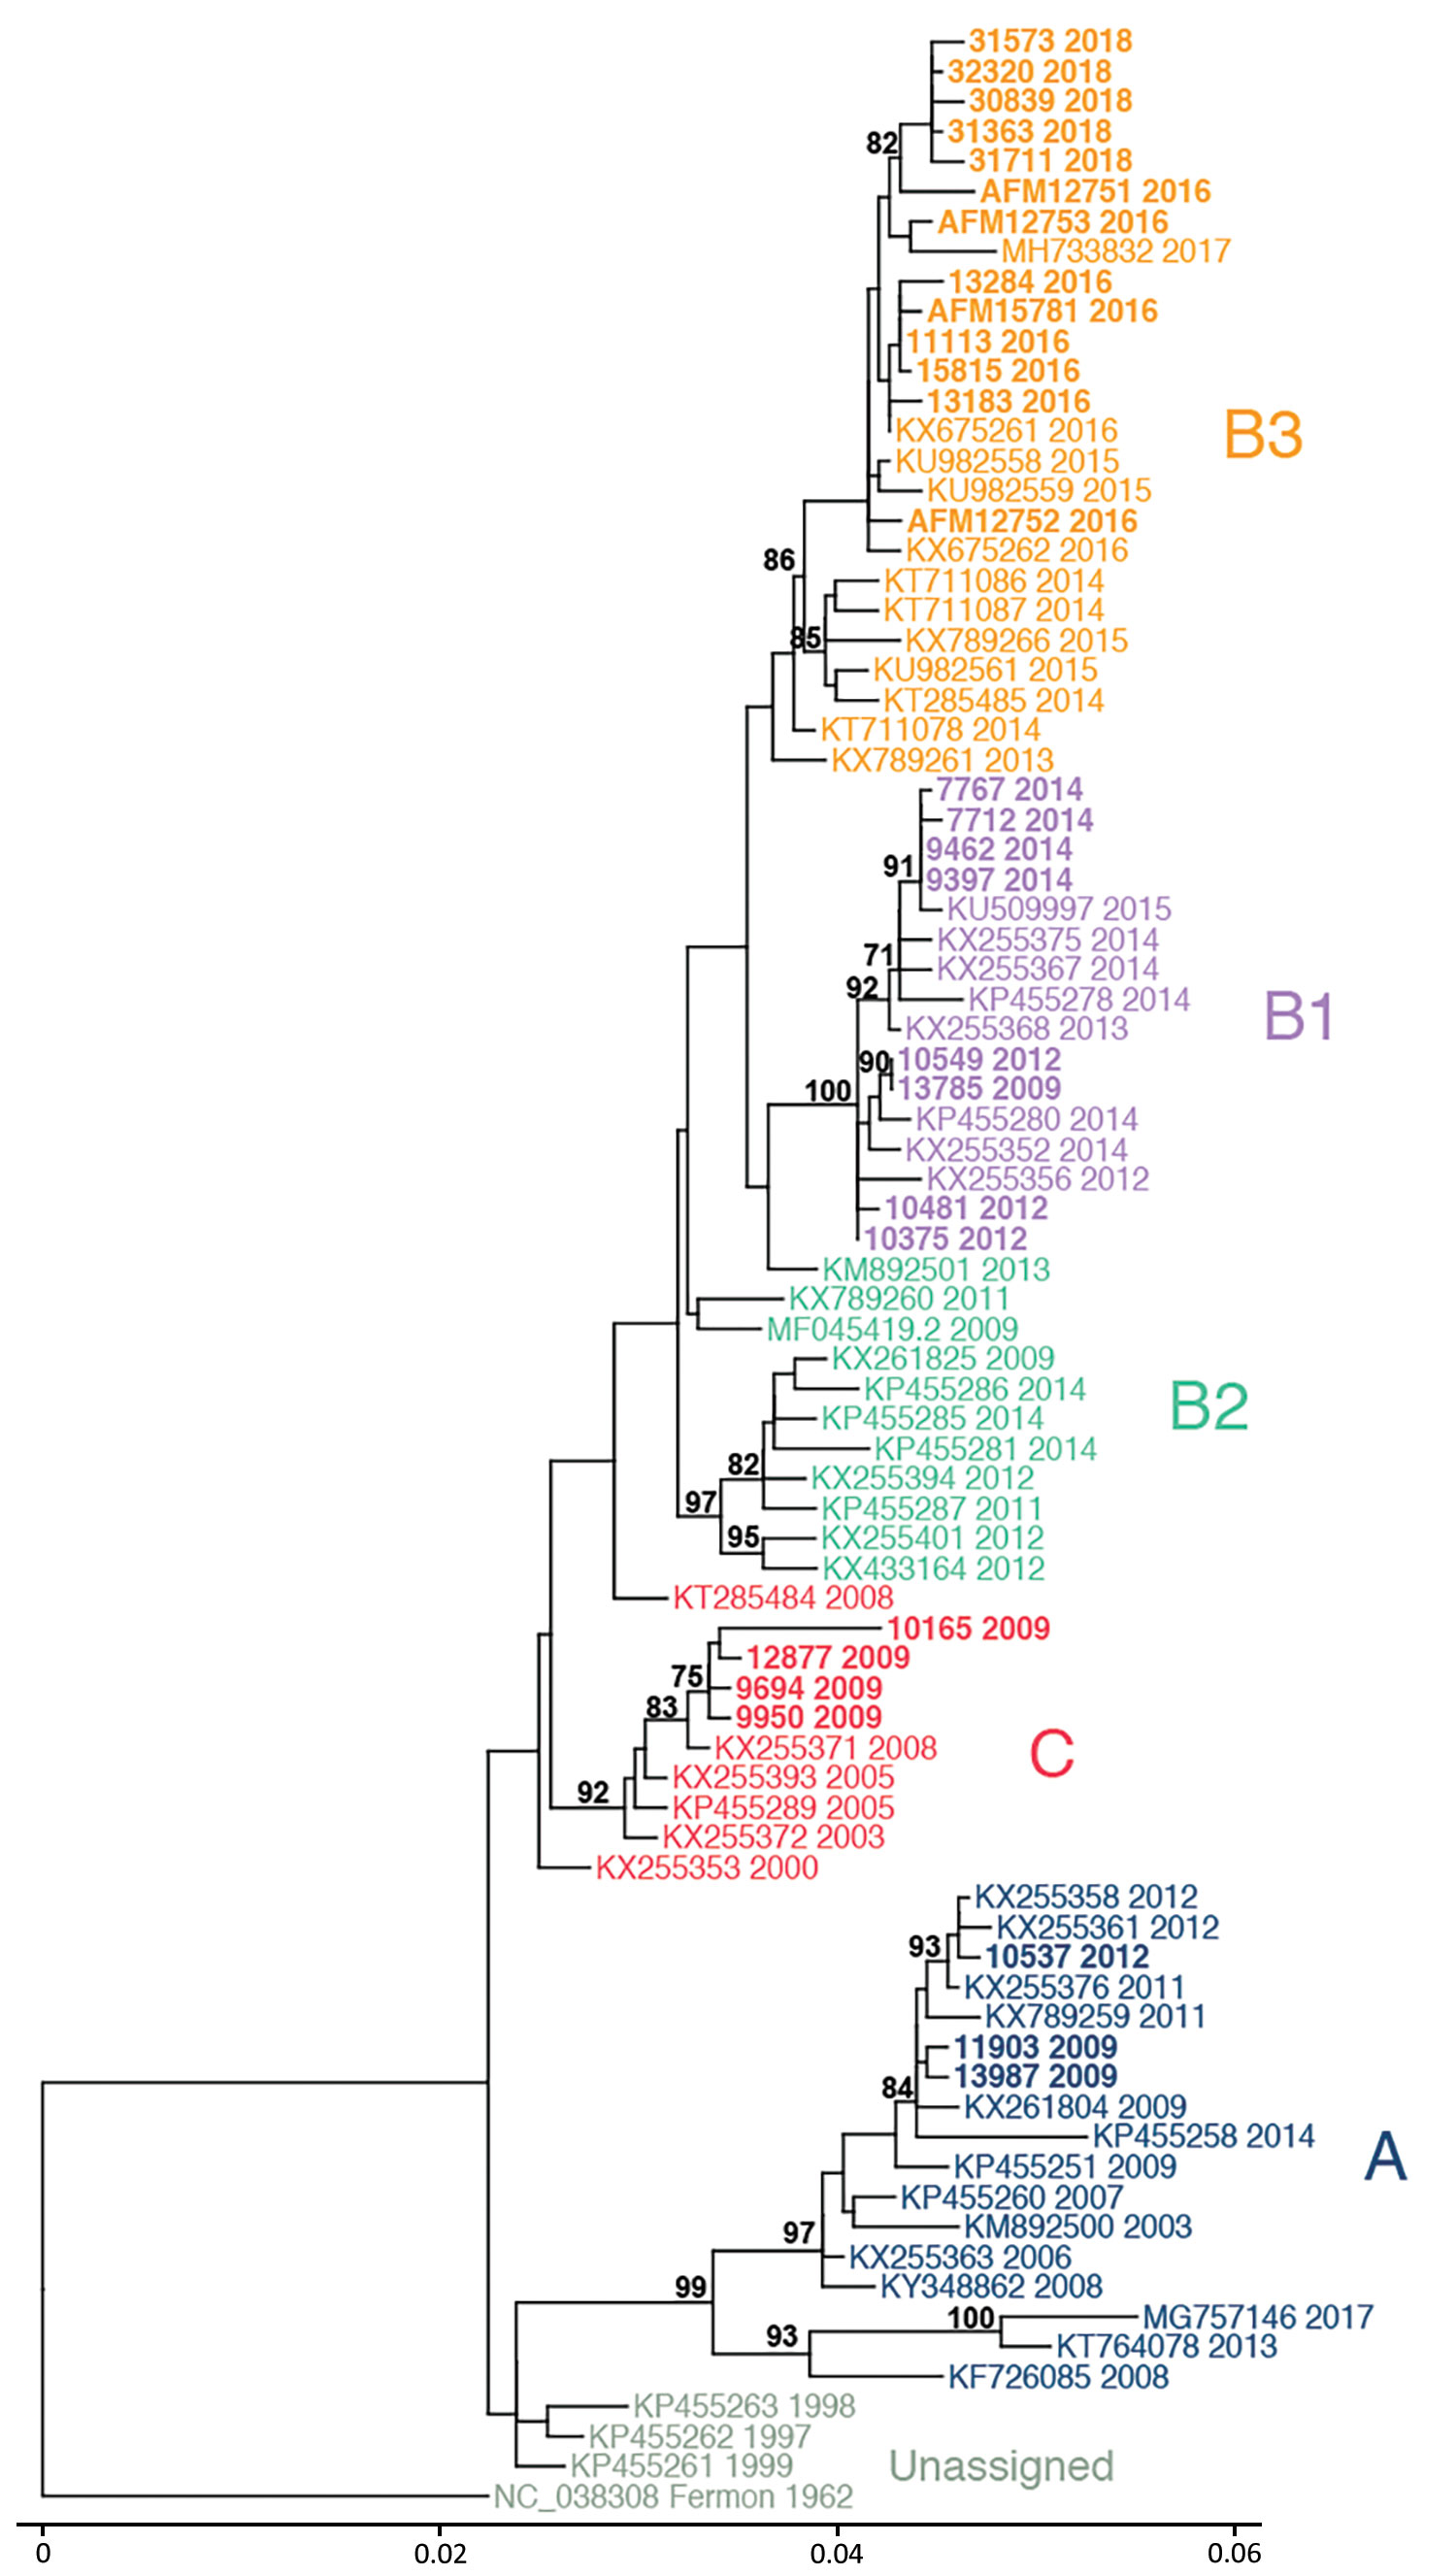 31573 2018
32320 2018
30839 2018
31363 2018
82
31711 2018
AFM12751 2016
AFM12753 2016
MH733832 2017
13284 2016
AFM15781 2016
11113 2016
15815 2016
13183 2016
KX675261 2016
B3
KU982558 2015
KU982559 2015
AFM12752 2016
KX675262 2016
86
KT711086 2014
KT711087 2014
85
KX789266 2015
KU982561 2015
KT285485 2014
KT711078 2014
KX789261 2013
7767 2014
7712 2014
9462 2014
91
9397 2014
KU509997 2015
KX255375 2014
71
KX255367 2014
92
KP455278 2014
B1
KX255368 2013
90
10549 2012
100
13785 2009
KP455280 2014
KX255352 2014
KX255356 2012
10481 2012
10375 2012
KM892501 2013
KX789260 2011
MF045419.2 2009
KX261825 2009
KP455286 2014
B2
KP455285 2014
KP455281 2014
82
KX255394 2012
97
KP455287 2011
95
KX255401 2012
KX433164 2012
KT285484 2008
10165 2009
12877 2009
75
9694 2009
83
9950 2009
KX255371 2008
C
KX255393 2005
92
KP455289 2005
KX255372 2003
KX255353 2000
KX255358 2012
KX255361 2012
93
10537 2012
KX255376 2011
KX789259 2011
11903 2009
13987 2009
84
KX261804 2009
KP455258 2014
A
KP455251 2009
KP455260 2007
KM892500 2003
97
KX255363 2006
99
KY348862 2008
100
MG757146 2017
93
KT764078 2013
KF726085 2008
KP455263 1998
KP455262 1997
KP455261 1999
Unassigned
NC_038308 Fermon 1962
0 0.02 0.04 0.06